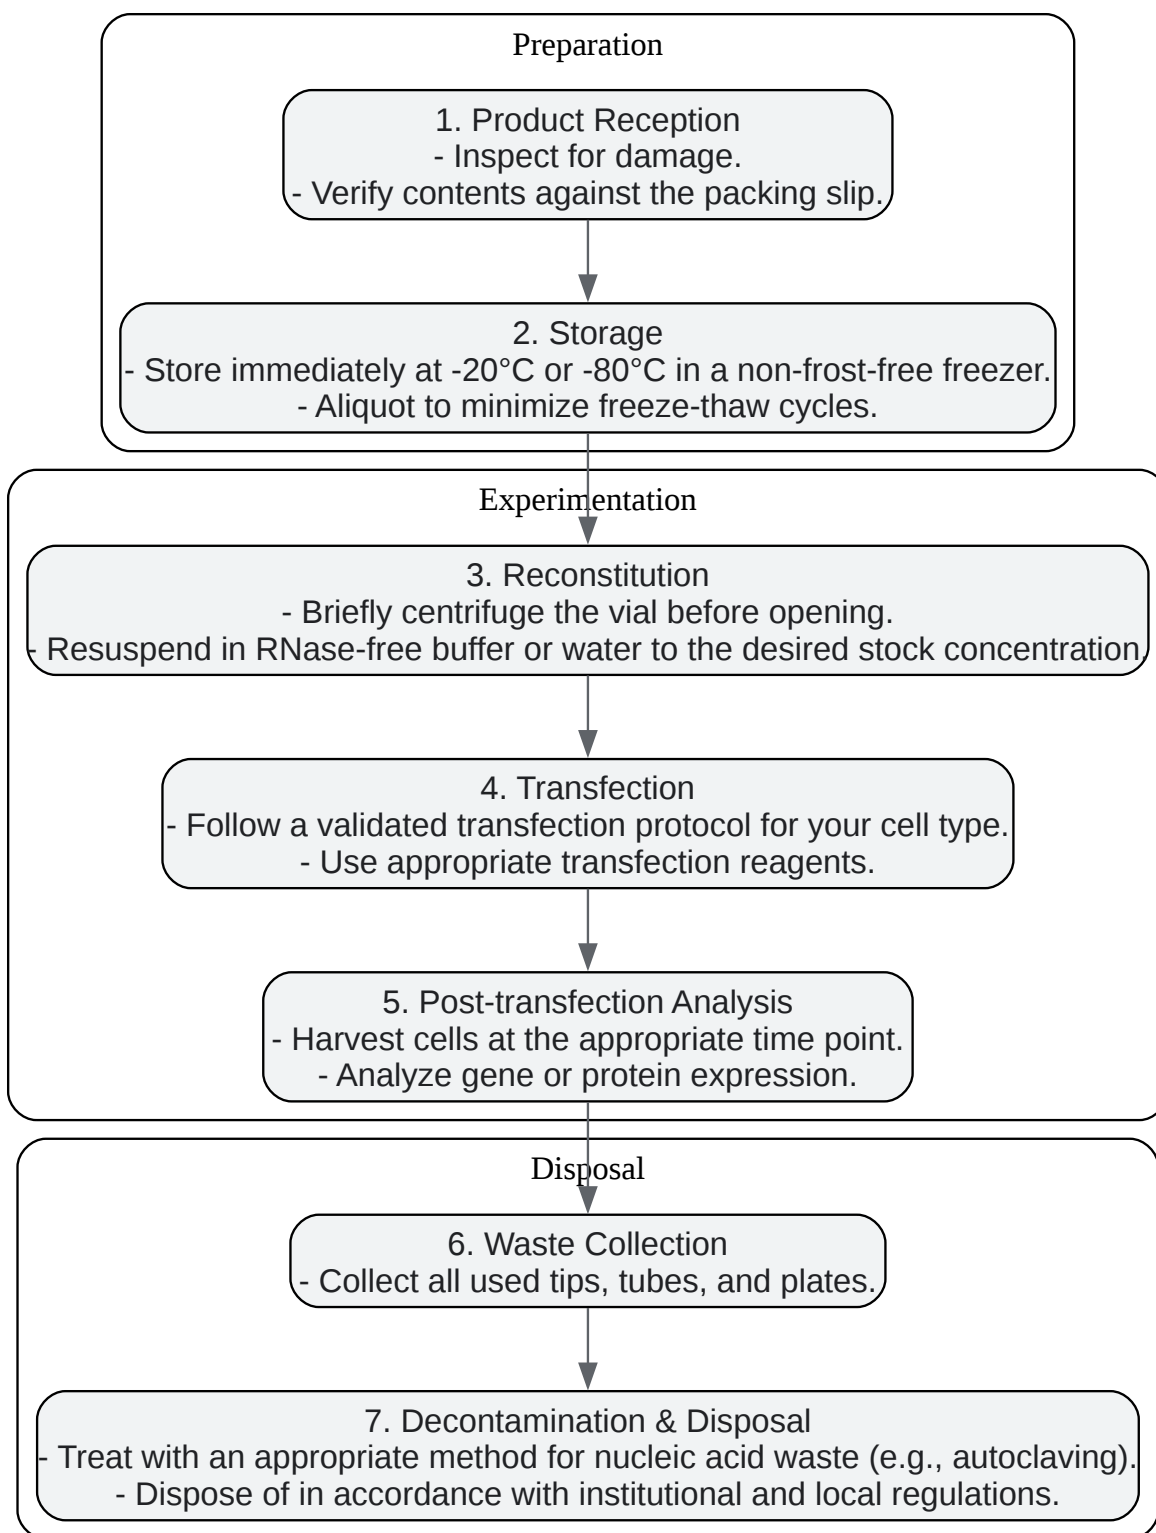 Preparation
1. Product Reception
- Inspect for damage.
- Verify contents against the packing slip.
2. Storage
- Store immediately at -20°C or -80°C in a non-frost-free freezer.
- Aliquot to minimize freeze-thaw cycles.
Experimentation
3. Reconstitution
- Briefly centrifuge the vial before opening.
- Resuspend in RNase-free buffer or water to the desired stock concentration.
4. Transfection
- Follow a validated transfection protocol for your cell type.
- Use appropriate transfection reagents.
5. Post-transfection Analysis
- Harvest cells at the appropriate time point.
- Analyze gene or protein expression.
Disposal
6. Waste Collection
- Collect all used tips, tubes, and plates.
7. Decontamination & Disposal
- Treat with an appropriate method for nucleic acid waste (e.g., autoclaving).
- Dispose of in accordance with institutional and local regulations.